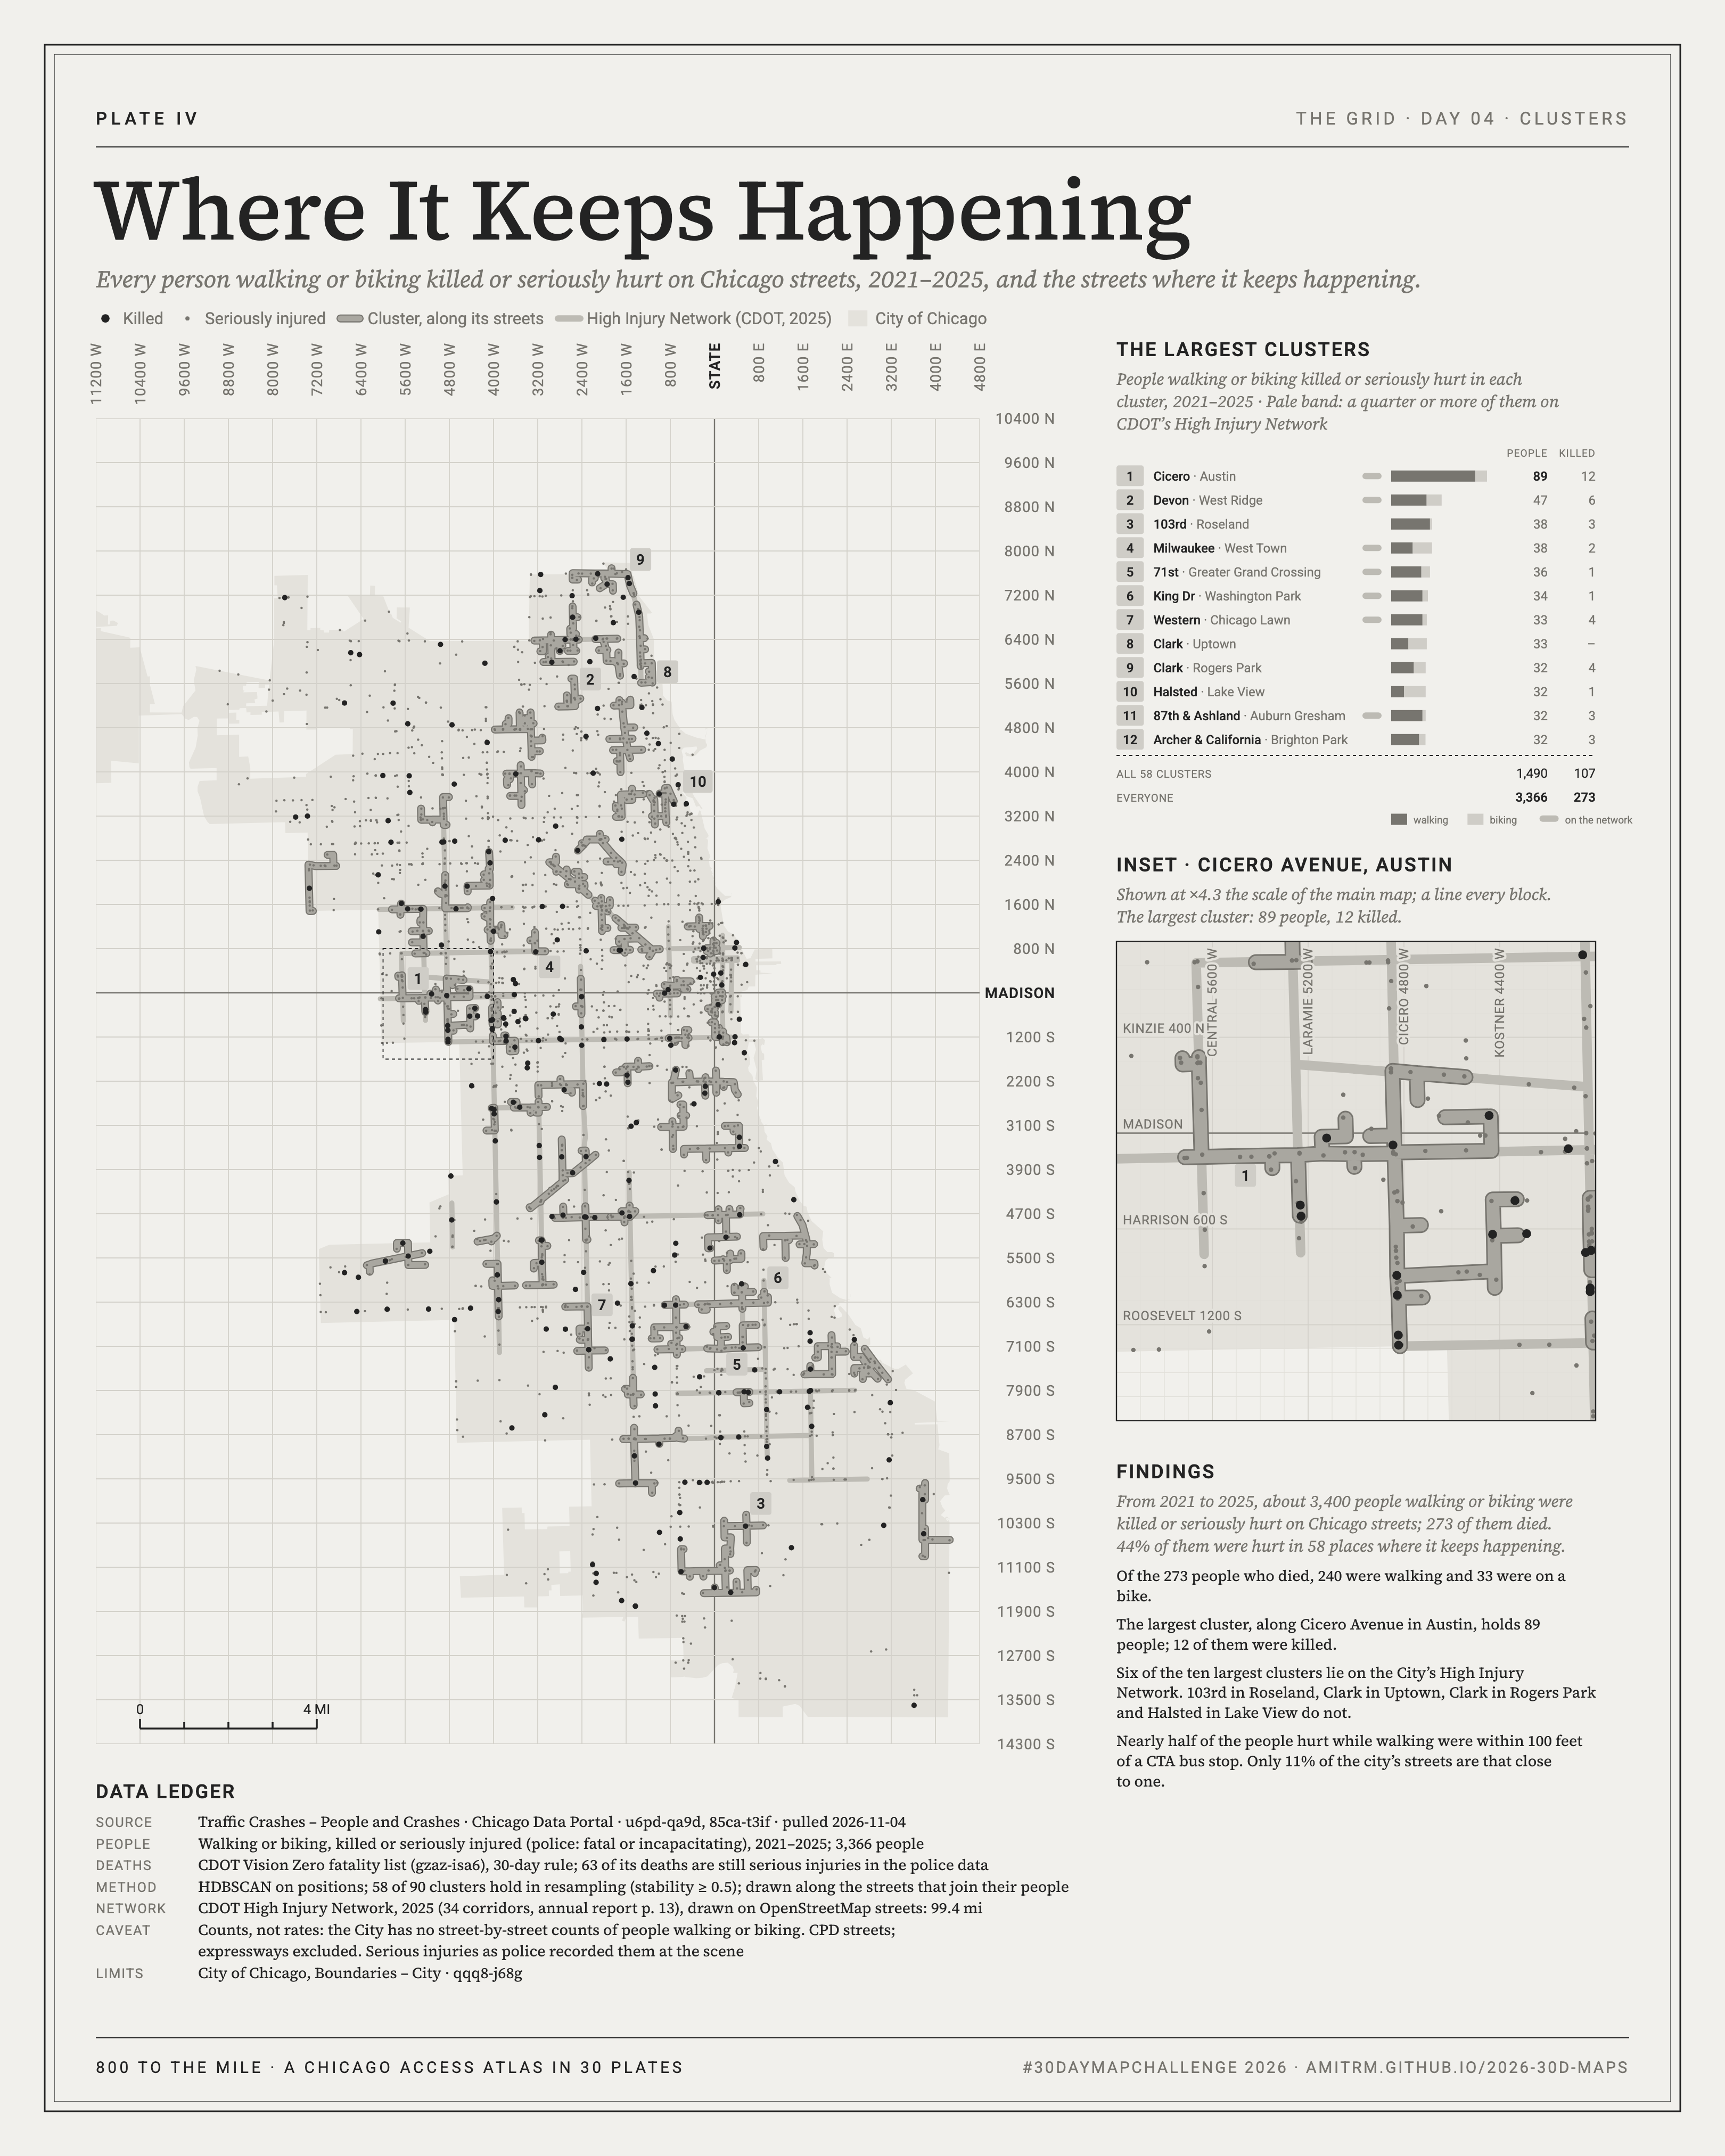 PLATE IV
THE GRID · DAY 04 · CLUSTERS
Where It Keeps Happening
Every person walking or biking killed or seriously hurt on Chicago streets, 2021–2025, and the streets where it keeps happening.
Killed
Seriously injured
Cluster, along its streets
High Injury Network (CDOT, 2025)
City of Chicago
11200 W
10400 W
9600 W
8800 W
8000 W
7200 W
6400 W
5600 W
4800 W
4000 W
3200 W
2400 W
1600 W
800 W
STATE
800 E
1600 E
2400 E
3200 E
4000 E
4800 E
10400 N
9600 N
8800 N
8000 N
7200 N
6400 N
5600 N
4800 N
4000 N
3200 N
2400 N
1600 N
800 N
MADISON
1200 S
2200 S
3100 S
3900 S
4700 S
5500 S
6300 S
7100 S
7900 S
8700 S
9500 S
10300 S
11100 S
11900 S
12700 S
13500 S
14300 S
9
8
2
10
4
1
6
7
5
3
0
4 MI
THE LARGEST CLUSTERS
People walking or biking killed or seriously hurt in each
cluster, 2021–2025 · Pale band: a quarter or more of them on
CDOT’s High Injury Network
PEOPLE KILLED
1 Cicero · Austin 89 12
2 Devon · West Ridge 47 6
3 103rd · Roseland 38 3
4 Milwaukee · West Town 38 2
5 71st · Greater Grand Crossing 36 1
6 King Dr · Washington Park 34 1
7 Western · Chicago Lawn 33 4
8 Clark · Uptown 33 –
9 Clark · Rogers Park 32 4
10 Halsted · Lake View 32 1
11 87th & Ashland · Auburn Gresham 32 3
12 Archer & California · Brighton Park 32 3
ALL 58 CLUSTERS 1,490 107
EVERYONE 3,366 273
walking biking on the network
INSET · CICERO AVENUE, AUSTIN
Shown at ×4.3 the scale of the main map; a line every block.
The largest cluster: 89 people, 12 killed.
CENTRAL 5600 W
LARAMIE 5200 W
CICERO 4800 W
KOSTNER 4400 W
KINZIE 400 N
MADISON
1
HARRISON 600 S
ROOSEVELT 1200 S
FINDINGS
From 2021 to 2025, about 3,400 people walking or biking were
killed or seriously hurt on Chicago streets; 273 of them died.
44% of them were hurt in 58 places where it keeps happening.
Of the 273 people who died, 240 were walking and 33 were on a
bike.
The largest cluster, along Cicero Avenue in Austin, holds 89
people; 12 of them were killed.
Six of the ten largest clusters lie on the City’s High Injury
Network. 103rd in Roseland, Clark in Uptown, Clark in Rogers Park
and Halsted in Lake View do not.
Nearly half of the people hurt while walking were within 100 feet
of a CTA bus stop. Only 11% of the city’s streets are that close
to one.
DATA LEDGER
SOURCE Traffic Crashes – People and Crashes · Chicago Data Portal · u6pd-qa9d, 85ca-t3if · pulled 2026-11-04
PEOPLE Walking or biking, killed or seriously injured (police: fatal or incapacitating), 2021–2025; 3,366 people
DEATHS CDOT Vision Zero fatality list (gzaz-isa6), 30-day rule; 63 of its deaths are still serious injuries in the police data
METHOD HDBSCAN on positions; 58 of 90 clusters hold in resampling (stability ≥ 0.5); drawn along the streets that join their people
NETWORK CDOT High Injury Network, 2025 (34 corridors, annual report p. 13), drawn on OpenStreetMap streets: 99.4 mi
CAVEAT Counts, not rates: the City has no street-by-street counts of people walking or biking. CPD streets;
expressways excluded. Serious injuries as police recorded them at the scene
LIMITS City of Chicago, Boundaries – City · qqq8-j68g
800 TO THE MILE · A CHICAGO ACCESS ATLAS IN 30 PLATES
#30DAYMAPCHALLENGE 2026 · AMITRM.GITHUB.IO/2026-30D-MAPS